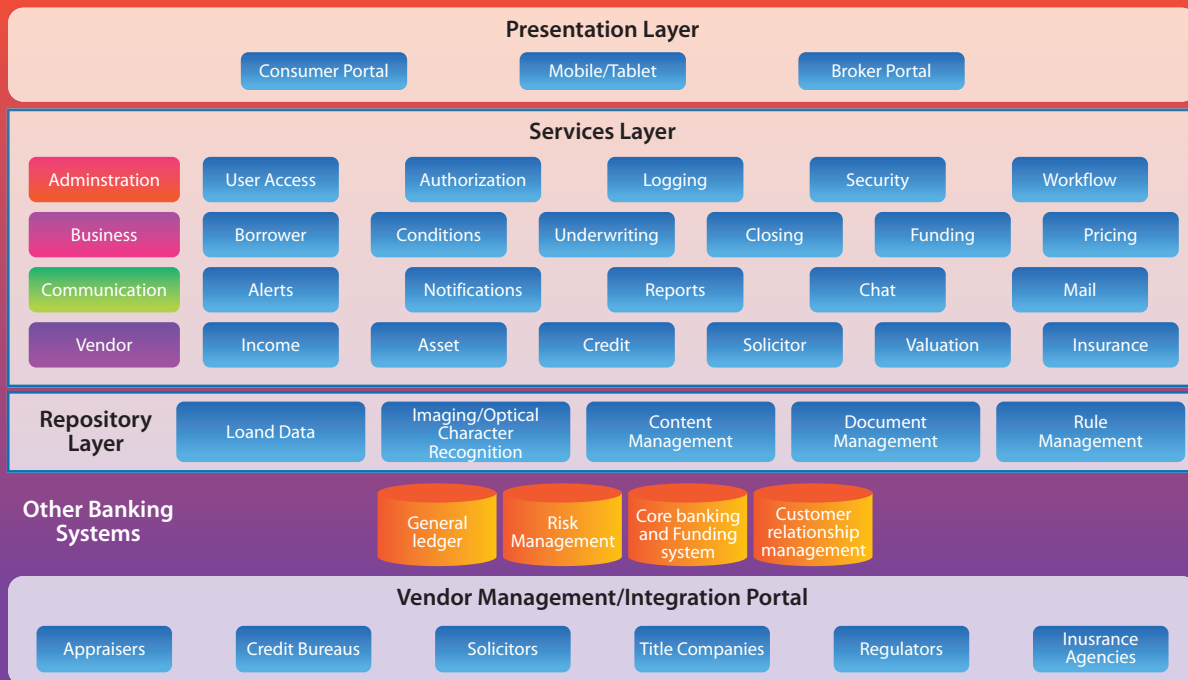 Presentation Layer
Consumer Portal
Mobile/Tablet
Broker Portal
Services Layer
Adminstration
User Access
Authorization
Logging
Security
Workflow
Business
Borrower
Conditions
Underwriting
Closing
Funding
Pricing
Communication
Alerts
Notifications
Reports
Chat
Mail
Vendor
Income
Asset
Credit
Solicitor
Valuation
Insurance
Repository
Layer
Loand Data
Imaging/Optical
Character
Recognition
Content
Management
Document
Management
Rule
Management
Other Banking
Systems
General
ledger
Risk
Management
Core banking
and Funding
system
Customer
relationship
management
Vendor Management/Integration Portal
Appraisers
Credit Bureaus
Solicitors
Title Companies
Regulators
Inusrance
Agencies